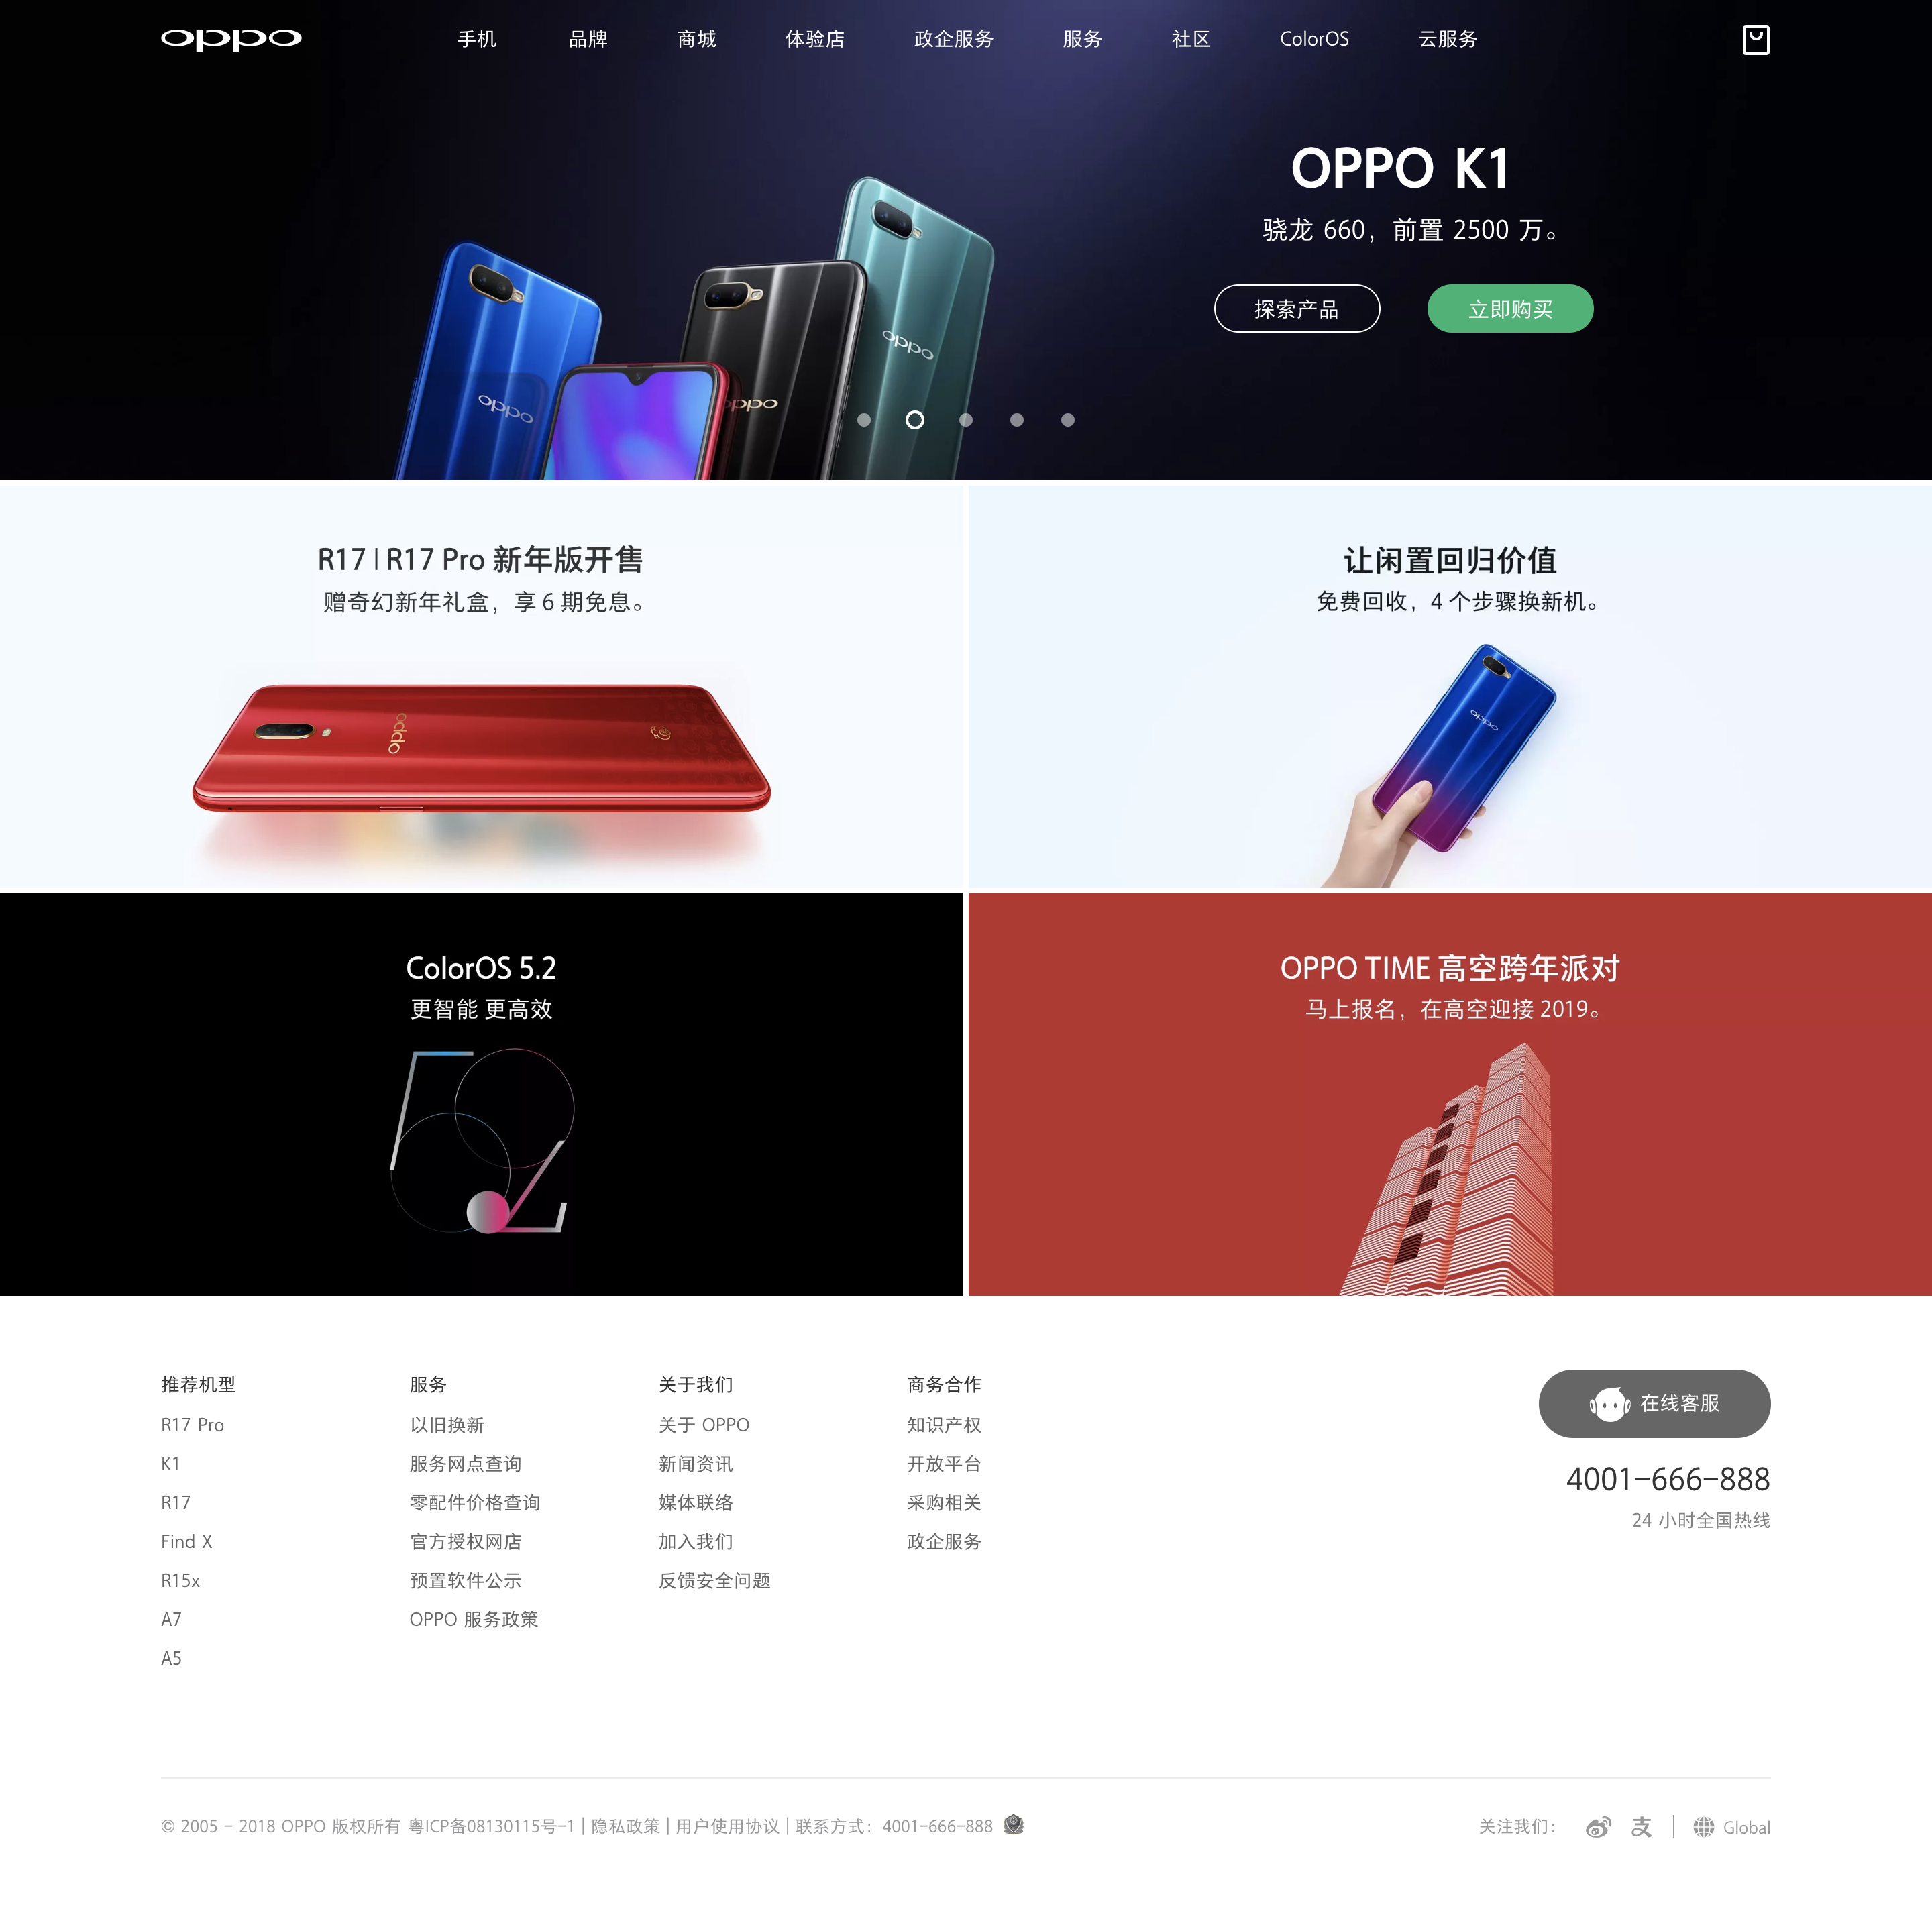 oppo
手机 品牌 商城 体验店 政企服务 服务 社区 ColorOS 云服务
OPPO K1
骁龙 660，前置 2500 万。
探索产品 立即购买
oppo
oppo
oppo
R17 | R17 Pro 新年版开售
赠奇幻新年礼盒，享 6 期免息。
oppo
让闲置回归价值
免费回收，4 个步骤换新机。
oppo
ColorOS 5.2
更智能 更高效
52
OPPO TIME 高空跨年派对
马上报名，在高空迎接 2019。
推荐机型
R17 Pro
K1
R17
Find X
R15x
A7
A5
服务
以旧换新
服务网点查询
零配件价格查询
官方授权网店
预置软件公示
OPPO 服务政策
关于我们
关于 OPPO
新闻资讯
媒体联络
加入我们
反馈安全问题
商务合作
知识产权
开放平台
采购相关
政企服务
在线客服
4001-666-888
24 小时全国热线
© 2005 - 2018 OPPO 版权所有 粤ICP备08130115号-1 | 隐私政策 | 用户使用协议 | 联系方式：4001-666-888
关注我们： 支 | Global